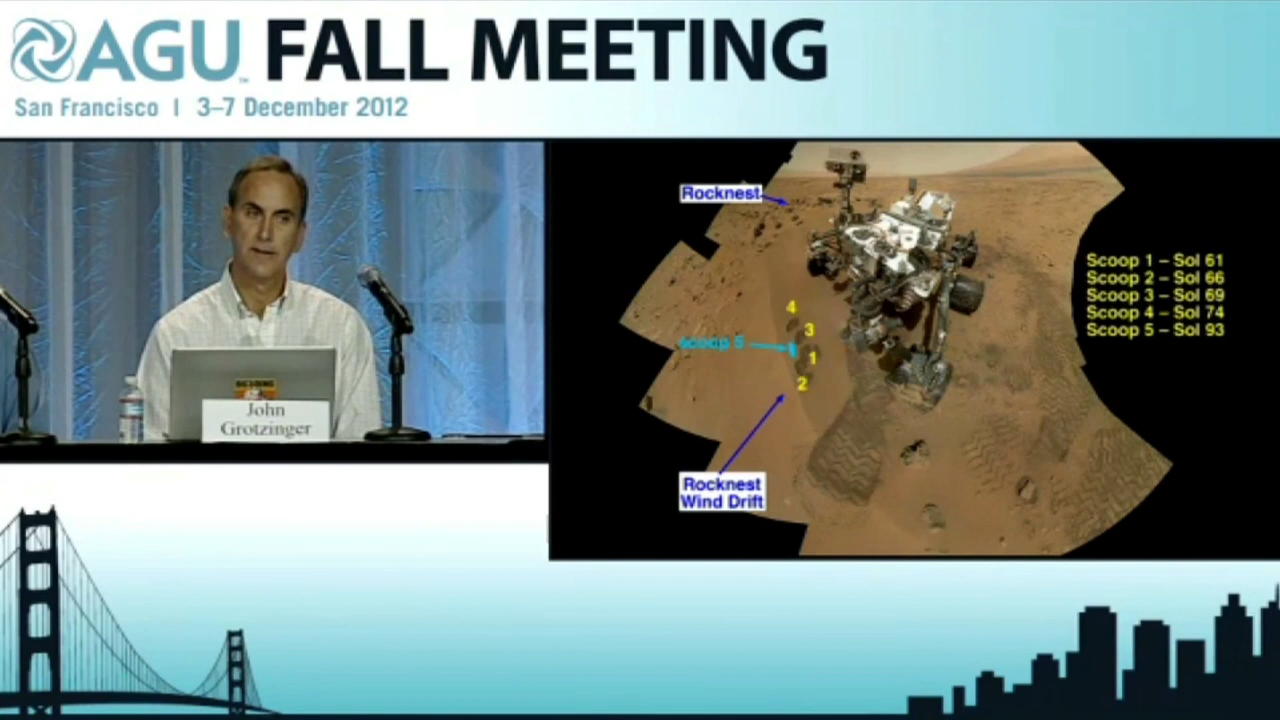 AGU FALL MEETING
San Francisco | 3–7 December 2012
John
Grotzinger
Rocknest
Scoop 1 – Sol 61
Scoop 2 – Sol 66
Scoop 3 – Sol 69
Scoop 4 – Sol 74
Scoop 5 – Sol 93
4
3
scoop 5
1
2
Rocknest
Wind Drift